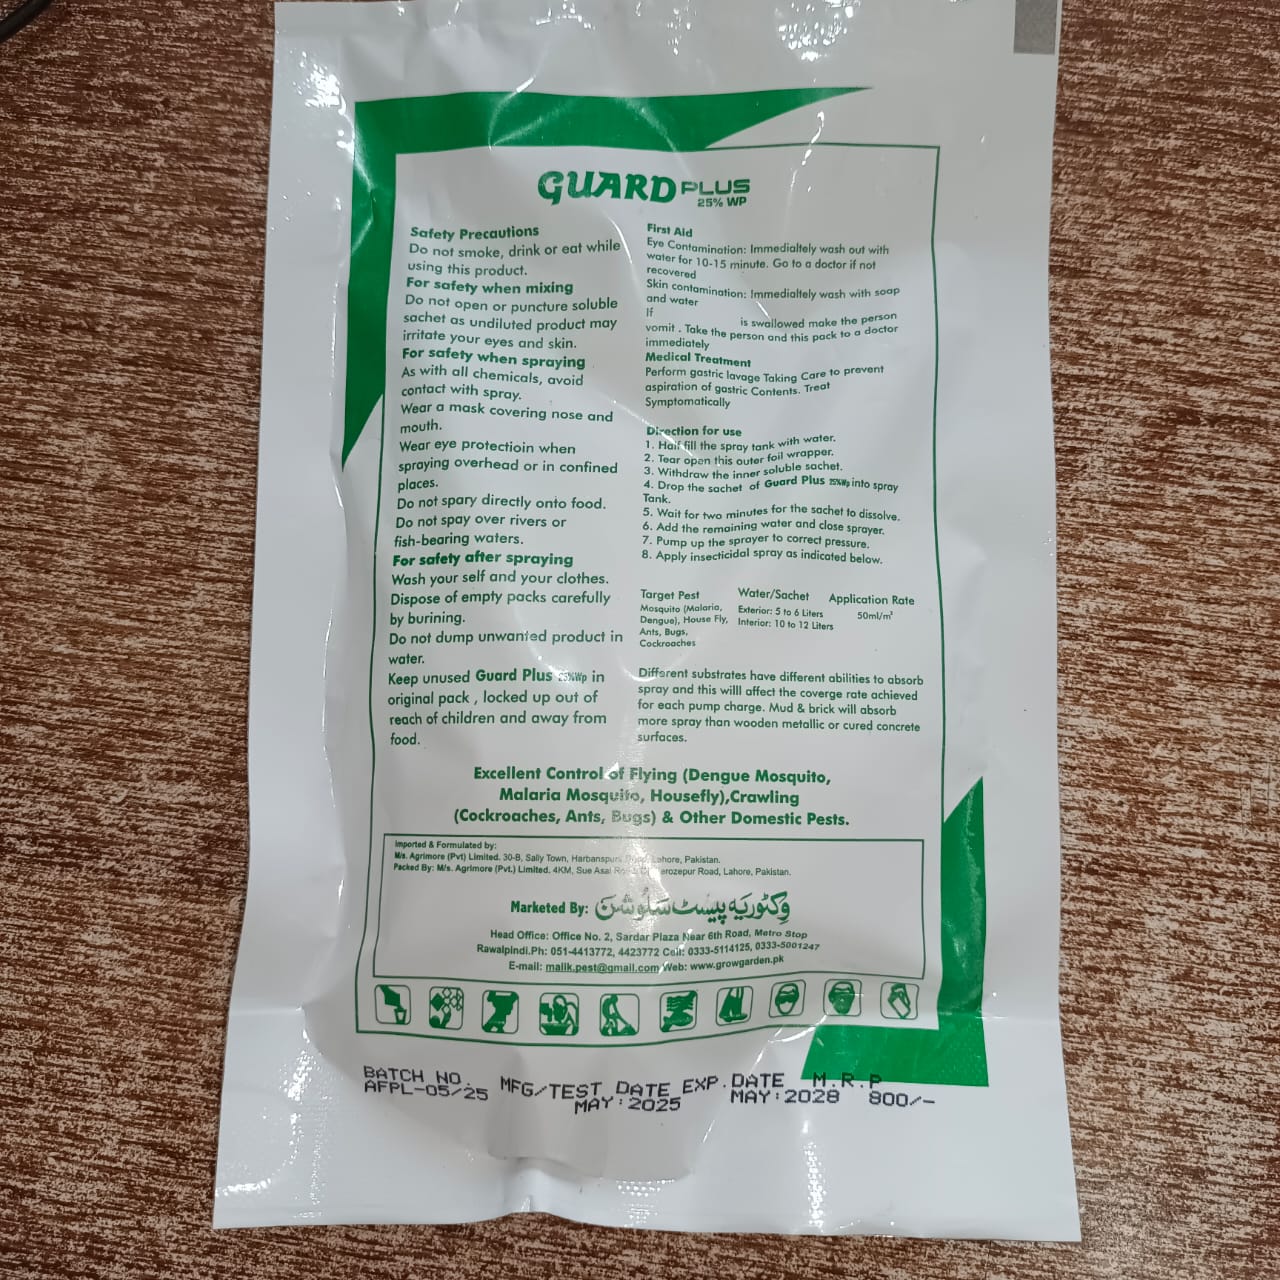 GUARD PLUS
25% WP
Safety Precautions
Do not smoke, drink or eat while
using this product.
For safety when mixing
Do not open or puncture soluble
sachet as undiluted product may
irritate your eyes and skin.
For safety when spraying
As with all chemicals, avoid
contact with spray.
Wear a mask covering nose and
mouth.
Wear eye protectioin when
spraying overhead or in confined
places.
Do not spary directly onto food.
Do not spay over rivers or
fish-bearing waters.
For safety after spraying
Wash your self and your clothes.
Dispose of empty packs carefully
by burining.
Do not dump unwanted product in
water.
Keep unused Guard Plus 25%Wp in
original pack , locked up out of
reach of children and away from
food.
First Aid
Eye Contamination: Immedialtely wash out with
water for 10-15 minute. Go to a doctor if not
recovered
Skin contamination: Immedialtely wash with soap
and water
If is swallowed make the person
vomit . Take the person and this pack to a doctor
immediately
Medical Treatment
Perform gastric lavage Taking Care to prevent
aspiration of gastric Contents. Treat
Symptomatically
Direction for use
1. Half fill the spray tank with water.
2. Tear open this outer foil wrapper.
3. Withdraw the inner soluble sachet.
4. Drop the sachet of Guard Plus 25%Wp into spray
Tank.
5. Wait for two minutes for the sachet to dissolve.
6. Add the remaining water and close sprayer.
7. Pump up the sprayer to correct pressure.
8. Apply insecticidal spray as indicated below.
Target Pest Water/Sachet Application Rate
Mosquito (Malaria, Exterior: 5 to 6 Liters 50ml/m²
Dengue), House Fly, Interior: 10 to 12 Liters
Ants, Bugs,
Cockroaches
Different substrates have different abilities to absorb
spray and this willl affect the coverge rate achieved
for each pump charge. Mud & brick will absorb
more spray than wooden metallic or cured concrete
surfaces.
Excellent Control of Flying (Dengue Mosquito,
Malaria Mosquito, Housefly),Crawling
(Cockroaches, Ants, Bugs) & Other Domestic Pests.
Imported & Formulated by:
M/s. Agrimore (Pvt) Limited. 30-B, Sally Town, Harbanspura Lahore, Pakistan.
Packed By: M/s. Agrimore (Pvt.) Limited. 4KM, Sue Asal Ferozepur Road, Lahore, Pakistan.
Marketed By: وکٹوریہ پیسٹ سلوشن
Head Office: Office No. 2, Sardar Plaza Near 6th Road, Metro Stop
Rawalpindi.Ph: 051-4413772, 4423772 Cell: 0333-5114125, 0333-5001247
E-mail: malik.pest@gmail.com Web: www.growgarden.pk
BATCH NO. MFG/TEST DATE EXP.DATE M.R.P
AFPL-05/25 MAY:2025 MAY:2028 800/-